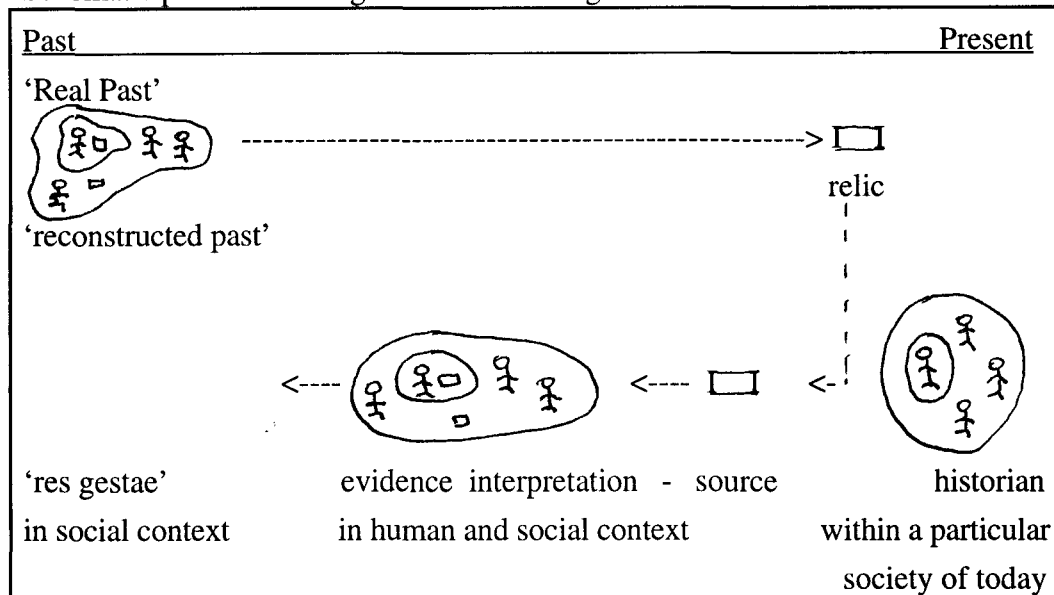 Past Present
‘Real Past’
relic
‘reconstructed past’
‘res gestae’ evidence interpretation - source historian
in social context in human and social context within a particular
society of today